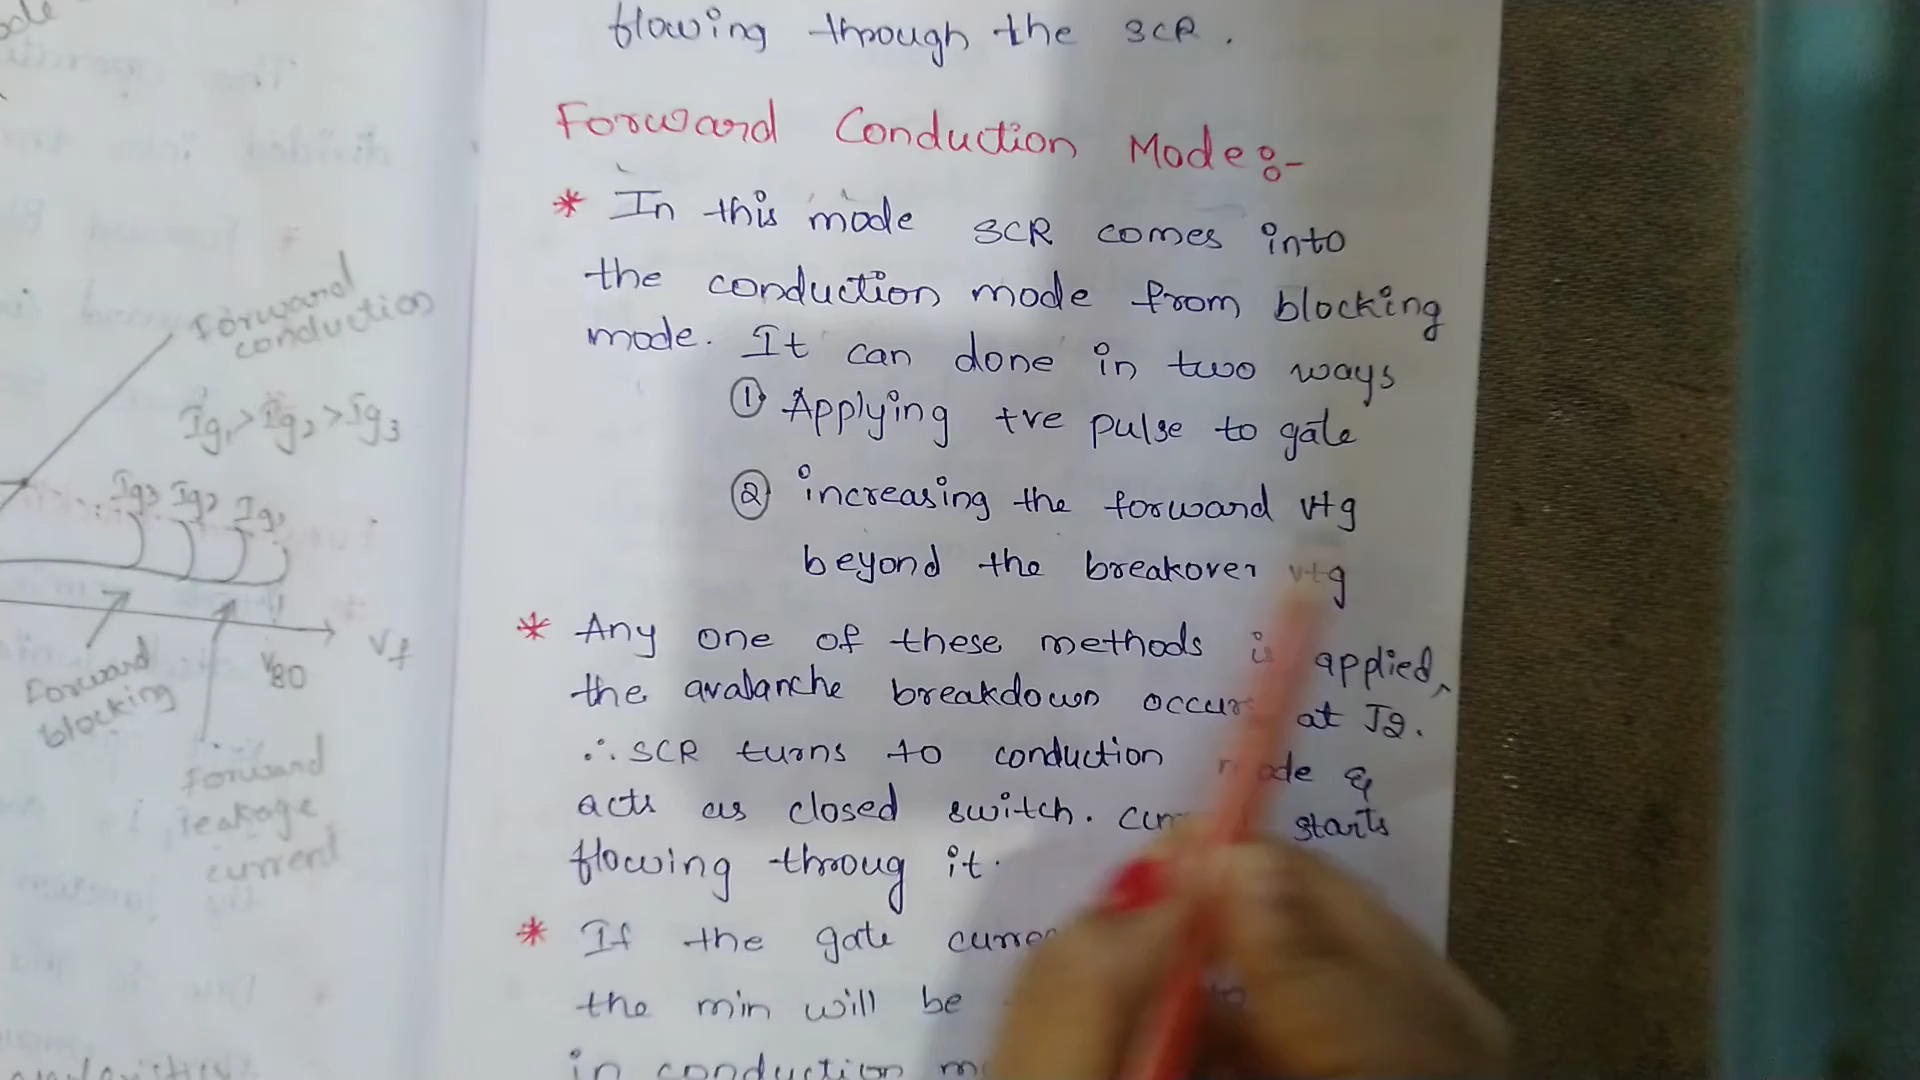 flowing through the SCR.
Forward Conduction Mode:-
* In this mode SCR comes into
the conduction mode from blocking
mode. It can done in two ways
① Applying +ve pulse to gate
② increasing the forward vtg
beyond the breakover vtg
* Any one of these methods is applied,
the avalanche breakdown occurs at J2.
∴ SCR turns to conduction mode &
acts as closed switch. starts
flowing throug it.
* If the gate
the min will be
in conduction
Forward
conduction
Ig1 > Ig2 > Ig3
Ig3 Ig2 Ig1
Vf
VBO
Forward
blocking
Forward
leakage
current